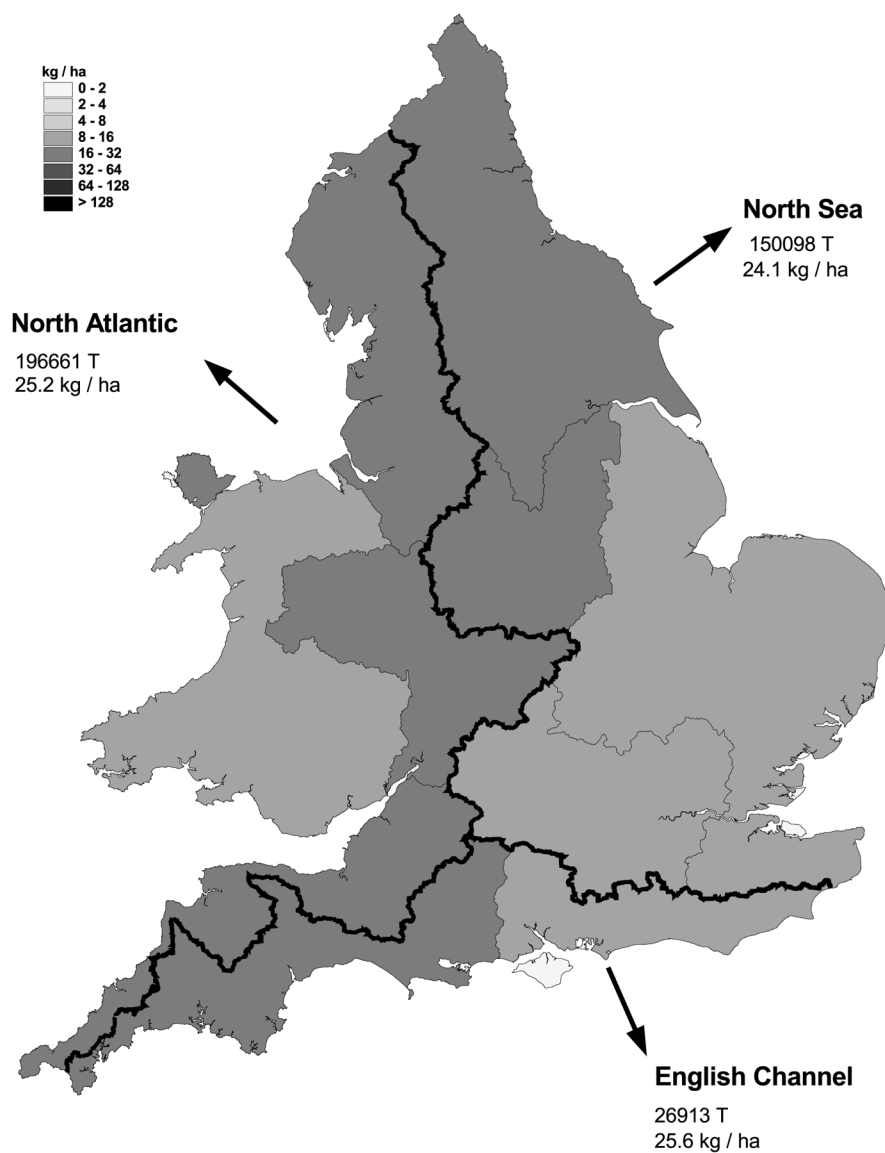 kg / ha
0 - 2
2 - 4
4 - 8
8 - 16
16 - 32
32 - 64
64 - 128
> 128
North Sea
150098 T
24.1 kg / ha
North Atlantic
196661 T
25.2 kg / ha
English Channel
26913 T
25.6 kg / ha